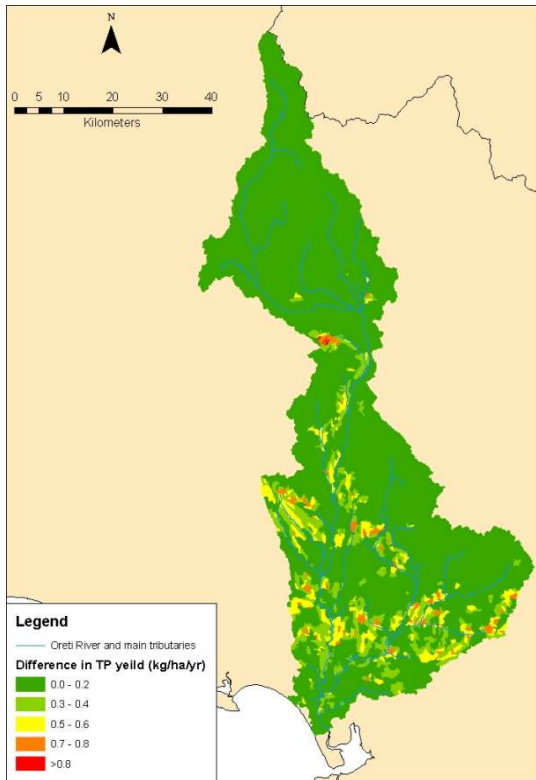 N
0 5 10 20 30 40
Kilometers
Legend
Oreti River and main tributaries
Difference in TP yeild (kg/ha/yr)
0.0 - 0.2
0.3 - 0.4
0.5 - 0.6
0.7 - 0.8
>0.8